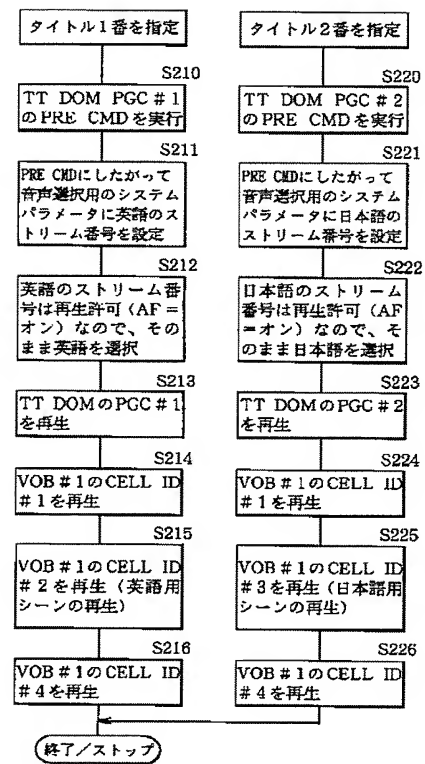 タイトル1番を指定
S210
TT DOM PGC#1
のPRE CMDを実行
S211
PRE CMDにしたがって
音声選択用のシステム
パラメータに英語のス
トリーム番号を設定
S212
英語のストリーム番
号は再生許可(AF=
オン)なので、その
まま英語を選択
S213
TT DOMのPGC#1
を再生
S214
VOB#1のCELL ID
#1を再生
S215
VOB#1のCELL ID
#2を再生(英語用
シーンの再生)
S216
VOB#1のCELL ID
#4を再生
タイトル2番を指定
S220
TT DOM PGC#2
のPRE CMDを実行
S221
PRE CMDにしたがって
音声選択用のシステム
パラメータに日本語の
ストリーム番号を設定
S222
日本語のストリーム
番号は再生許可(AF
=オン)なので、そ
のまま日本語を選択
S223
TT DOMのPGC#2
を再生
S224
VOB#1のCELL ID
#1を再生
S225
VOB#1のCELL ID
#3を再生(日本語用
シーンの再生)
S226
VOB#1のCELL ID
#4を再生
終了/ストップ